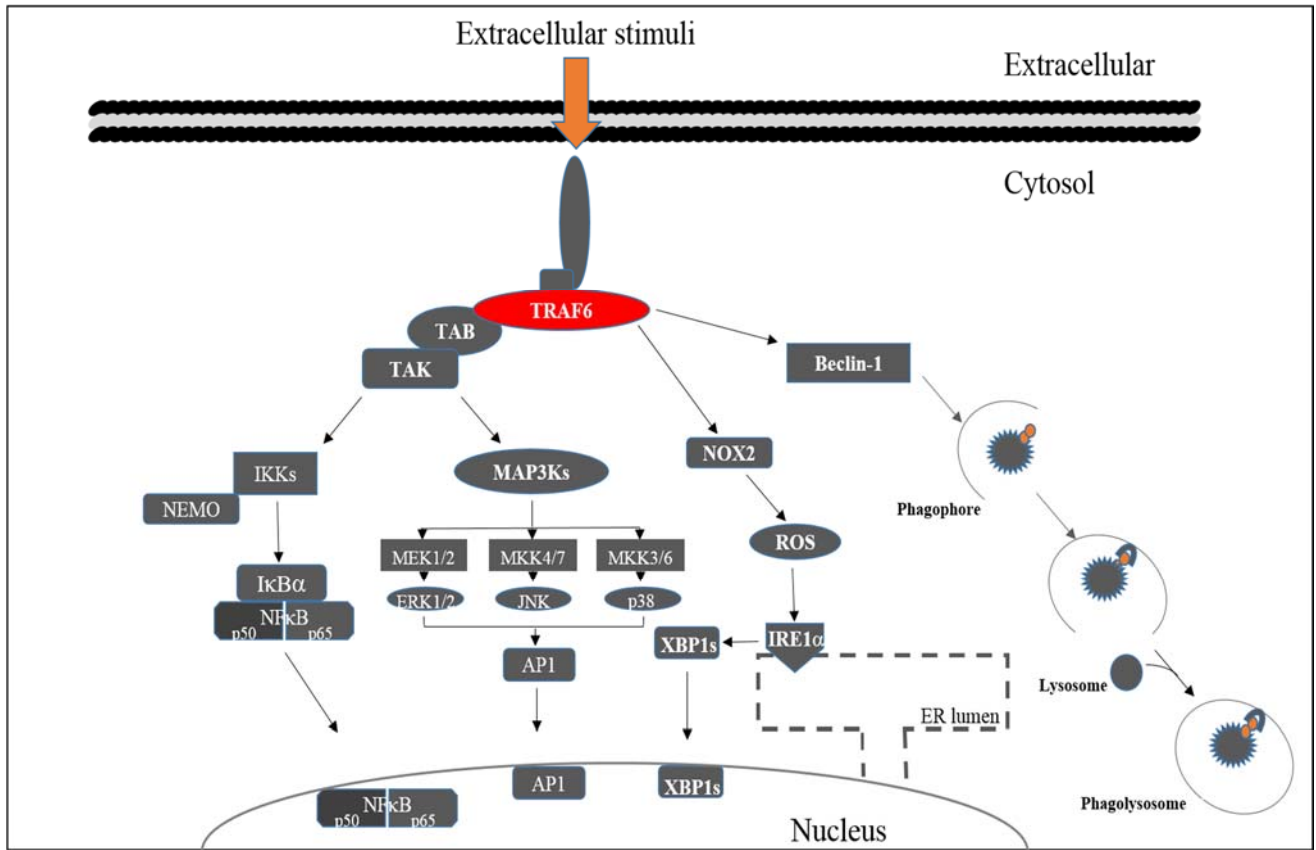 Extracellular stimuli
Extracellular
Cytosol
TRAF6
TAB
TAK
Beclin-1
IKKs
NEMO
MAP3Ks
NOX2
Phagophore
ROS
MEK1/2
MKK4/7
MKK3/6
IκBα
ERK1/2
JNK
p38
NFκB
p50
p65
XBP1s
IRE1α
AP1
Lysosome
ER lumen
AP1
XBP1s
NFκB
p50
p65
Phagolysosome
Nucleus